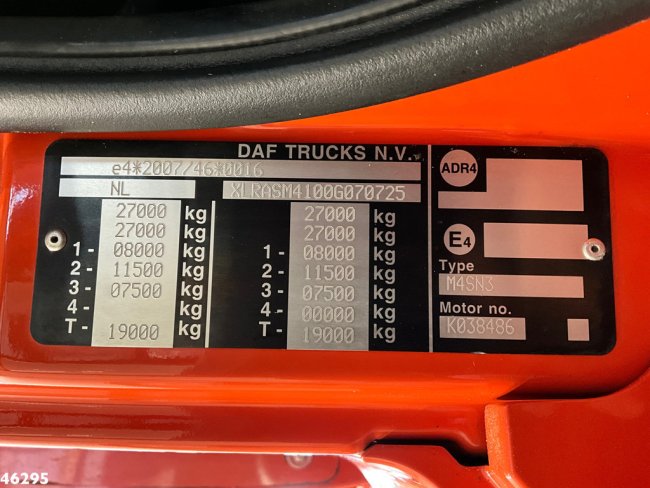 DAF TRUCKS N.V.
e4*2007/46*0016
NL XLRASM4100G070725
27000 kg 27000 kg
27000 kg 27000 kg
1- 08000 kg 1- 08000 kg
2- 11500 kg 2- 11500 kg
3- 07500 kg 3- 07500 kg
4- kg 4- 00000 kg
T- 19000 kg T- 19000 kg
ADR4
E4
Type
M4SN3
Motor no.
K038486
46295